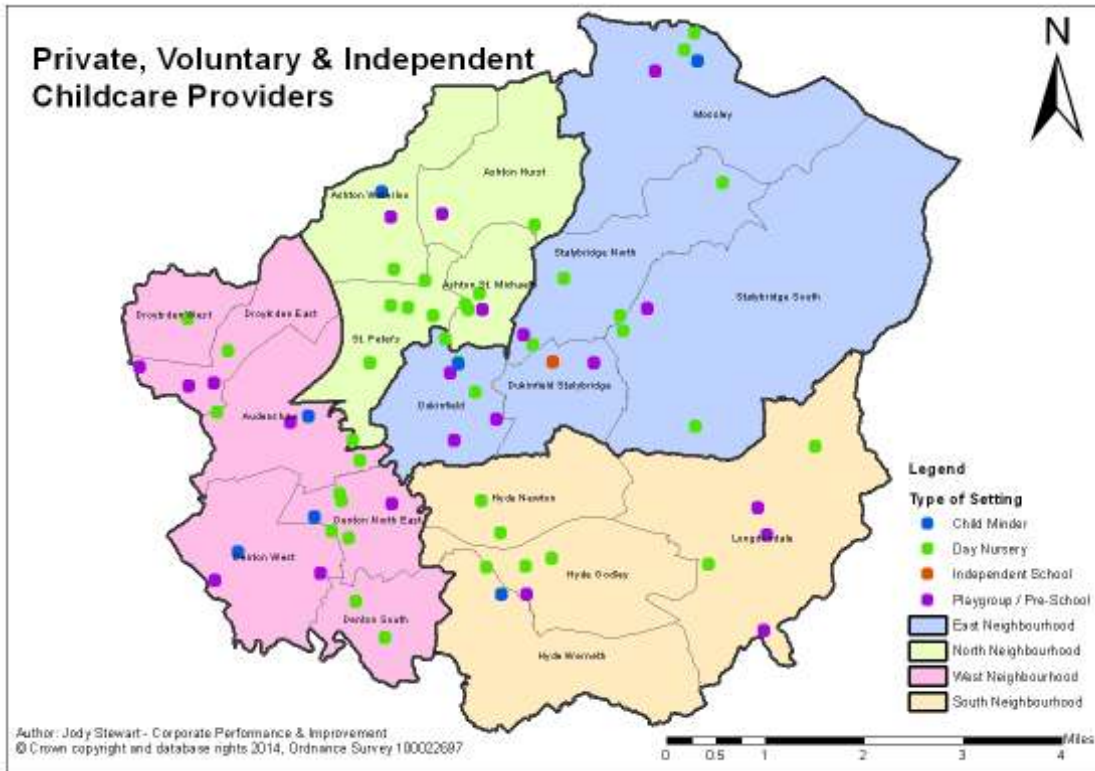 Private, Voluntary & Independent
Childcare Providers
N
Mossley
Ashton Hurst
Ashton Waterloo
Stalybridge North
Ashton St. Michaels
Stalybridge South
Droylsden West
Droylsden East
St. Peter's
Dukinfield Stalybridge
Dukinfield
Audenshaw
Hyde Newton
Denton North East
Longdendale
Denton West
Hyde Godley
Denton South
Hyde Werneth
Legend
Type of Setting
Child Minder
Day Nursery
Independent School
Playgroup / Pre-School
East Neighbourhood
North Neighbourhood
West Neighbourhood
South Neighbourhood
Author: Jody Stewart - Corporate Performance & Improvement
© Crown copyright and database rights 2014, Ordnance Survey 100022697
Miles
0 0.5 1 2 3 4